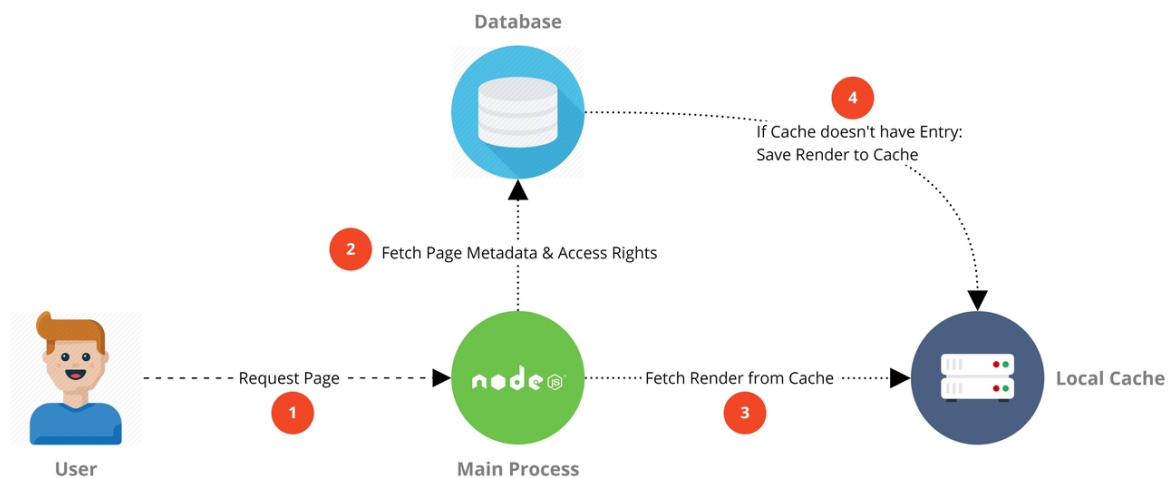 Database
4
If Cache doesn't have Entry:
Save Render to Cache
2
Fetch Page Metadata & Access Rights
Request Page
1
node
JS
Fetch Render from Cache
3
Local Cache
User
Main Process